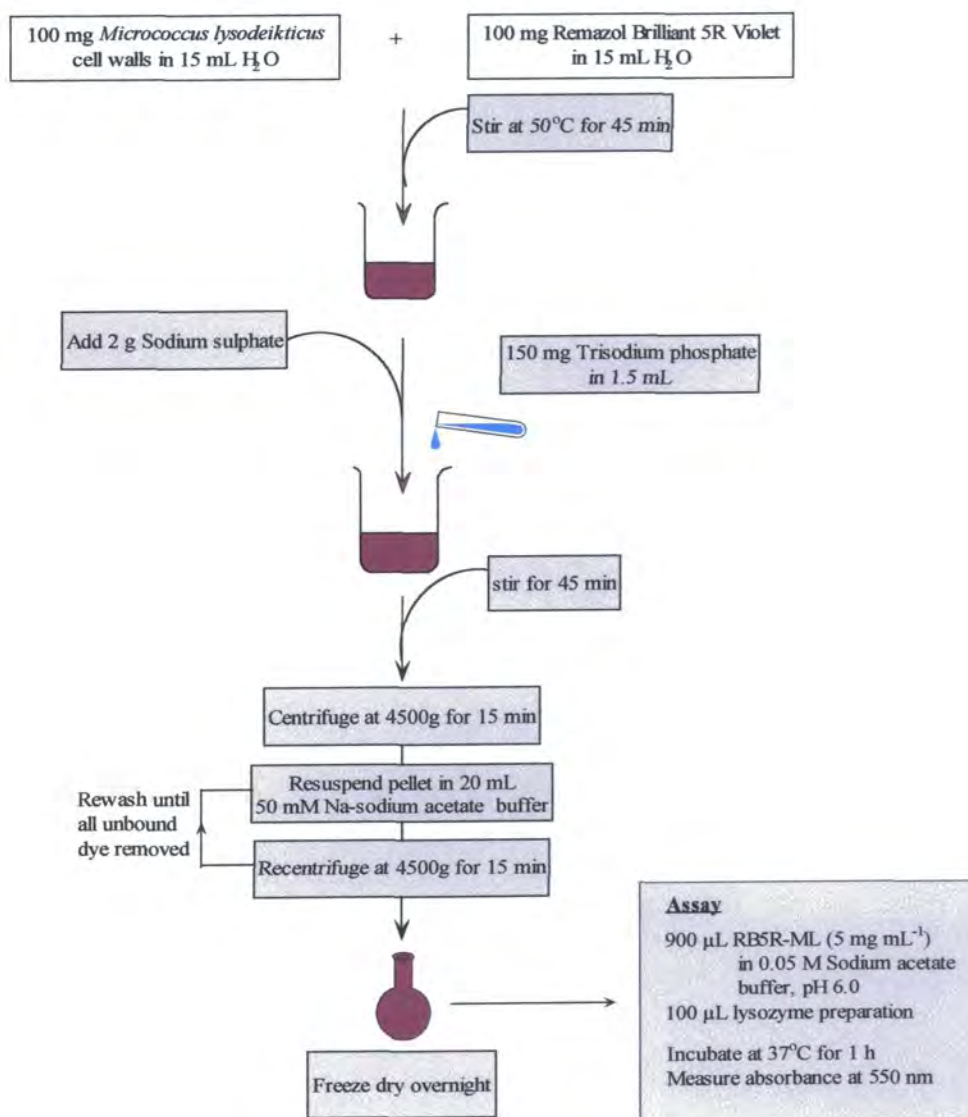 100 mg Micrococcus lysodeikticus
cell walls in 15 mL H₂O
+
100 mg Remazol Brilliant 5R Violet
in 15 mL H₂O
Stir at 50°C for 45 min
Add 2 g Sodium sulphate
150 mg Trisodium phosphate
in 1.5 mL
stir for 45 min
Centrifuge at 4500g for 15 min
Resuspend pellet in 20 mL
50 mM Na-sodium acetate buffer
Rewash until
all unbound
dye removed
Recentrifuge at 4500g for 15 min
Freeze dry overnight
Assay
900 µL RB5R-ML (5 mg mL⁻¹)
in 0.05 M Sodium acetate
buffer, pH 6.0
100 µL lysozyme preparation
Incubate at 37°C for 1 h
Measure absorbance at 550 nm